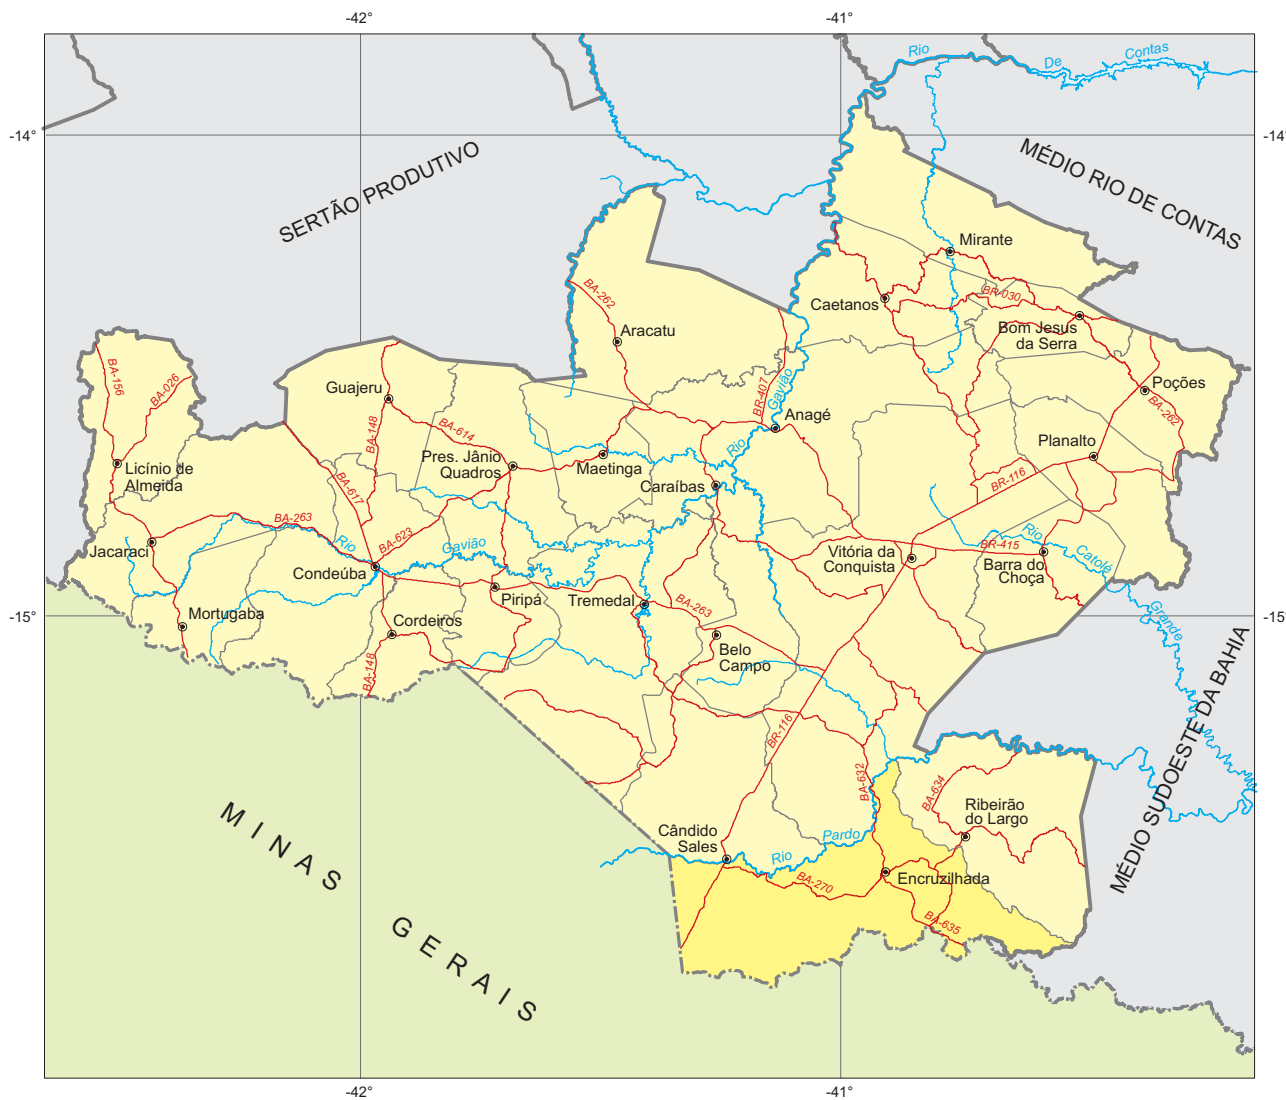 -42°
-41°
Rio
De
Contas
-14°
-14°
SERTÃO PRODUTIVO
MÉDIO RIO DE CONTAS
Mirante
BA-262
Caetanos
BR-030
Aracatu
Bom Jesus
da Serra
BA-156
BA-026
Guajeru
BR-407
Gavião
Poções
BA-262
BA-148
BA-614
Anagé
Rio
Planalto
Licínio de
Almeida
Pres. Jânio
Quadros
Maetinga
Caraíbas
BR-116
BA-617
BA-263
Rio
BA-623
Gavião
Jacaraci
Condeúba
Vitória da
Conquista
BR-415
Río
Catolé
Barra do
Choça
Grande
Piripá
Tremedal
BA-263
-15°
-15°
Mortugaba
Cordeiros
Belo
Campo
BA-148
BR-116
MÉDIO SUDOESTE DA BAHIA
BA-632
BA-634
Ribeirão
do Largo
MINAS GERAIS
Cândido
Sales
Rio
Pardo
BA-270
Encruzilhada
BA-635
-42°
-41°